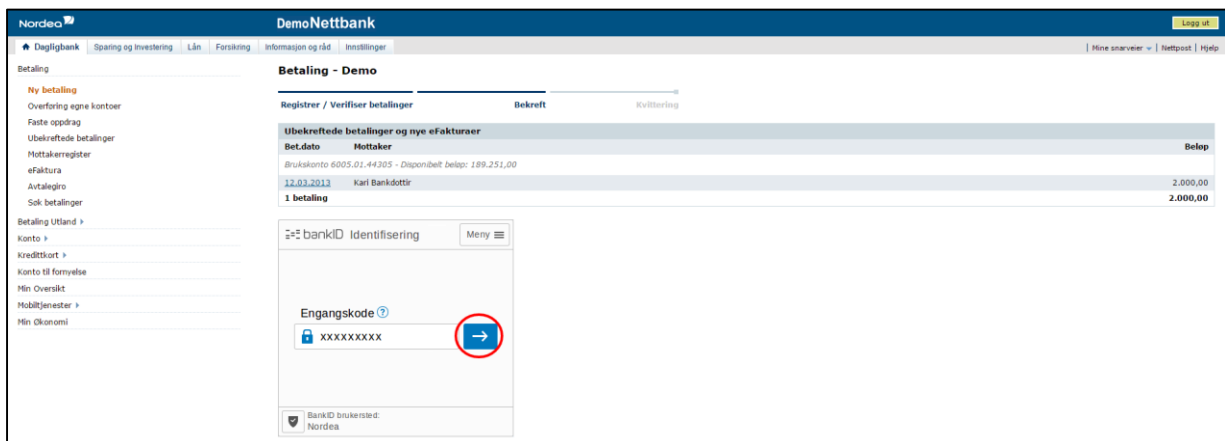 Nordea
DemoNettbank
Logg ut
Dagligbank Sparing og Investering Lån Forsikring Informasjon og råd Innstillinger
Mine snarveier Nettpost Hjelp
Betaling
Ny betaling
Overføring egne kontoer
Faste oppdrag
Ubekreftede betalinger
Mottakerregister
eFaktura
Avtalegiro
Søk betalinger
Betaling Utland
Konto
Kredittkort
Konto til fornyelse
Min Oversikt
Mobiltjenester
Min Økonomi
Betaling - Demo
Registrer / Verifiser betalinger Bekreft Kvittering
Ubekreftede betalinger og nye eFakturaer
Bet.dato Mottaker Beløp
Brukskonto 6005.01.44305 - Disponibelt beløp: 189.251,00
12.03.2013 Kari Bankdottir 2.000,00
1 betaling 2.000,00
bankID Identifisering Meny
Engangskode ?
xxxxxxxxx
BankID brukersted:
Nordea